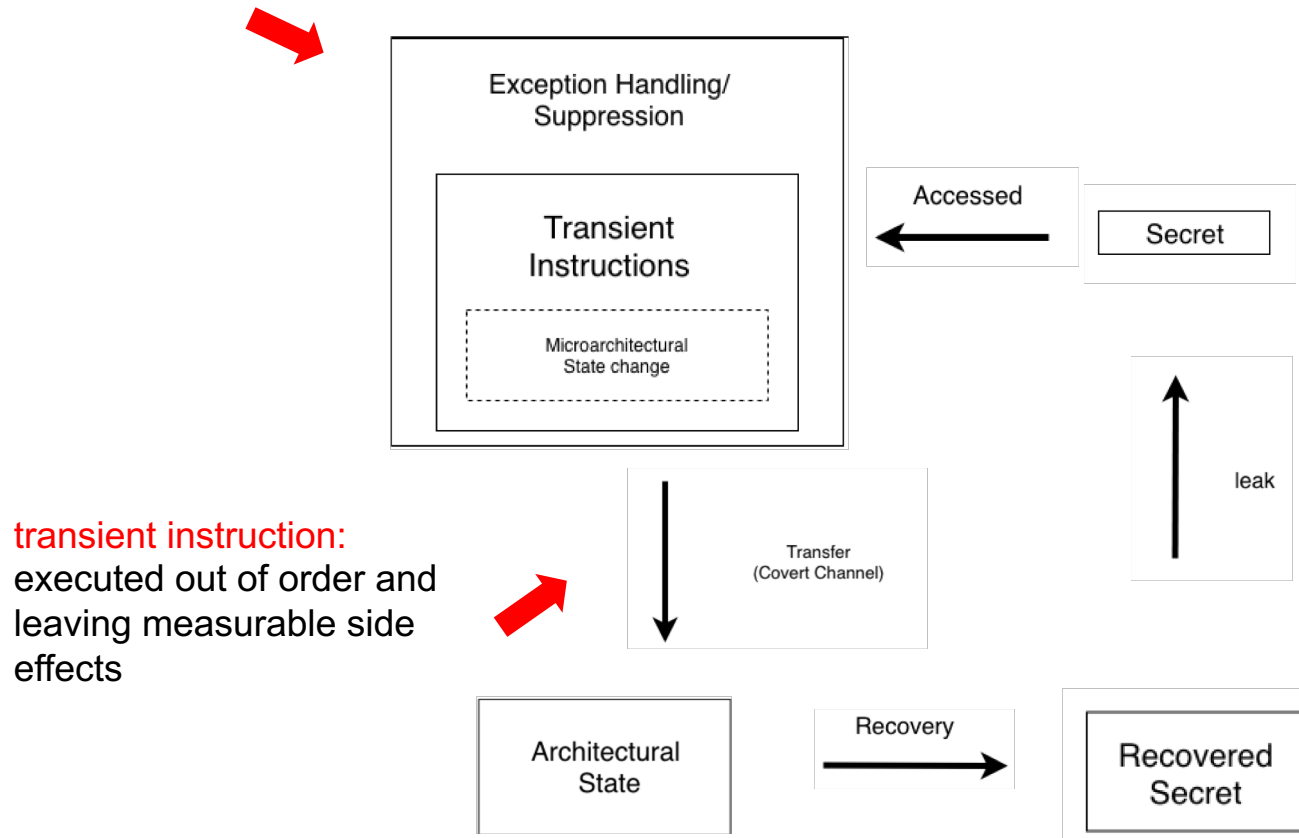 Exception Handling/
Suppression
Accessed
Secret
Transient
Instructions
Microarchitectural
State change
leak
transient instruction:
executed out of order and
leaving measurable side
effects
Transfer
(Covert Channel)
Architectural
State
Recovery
Recovered
Secret